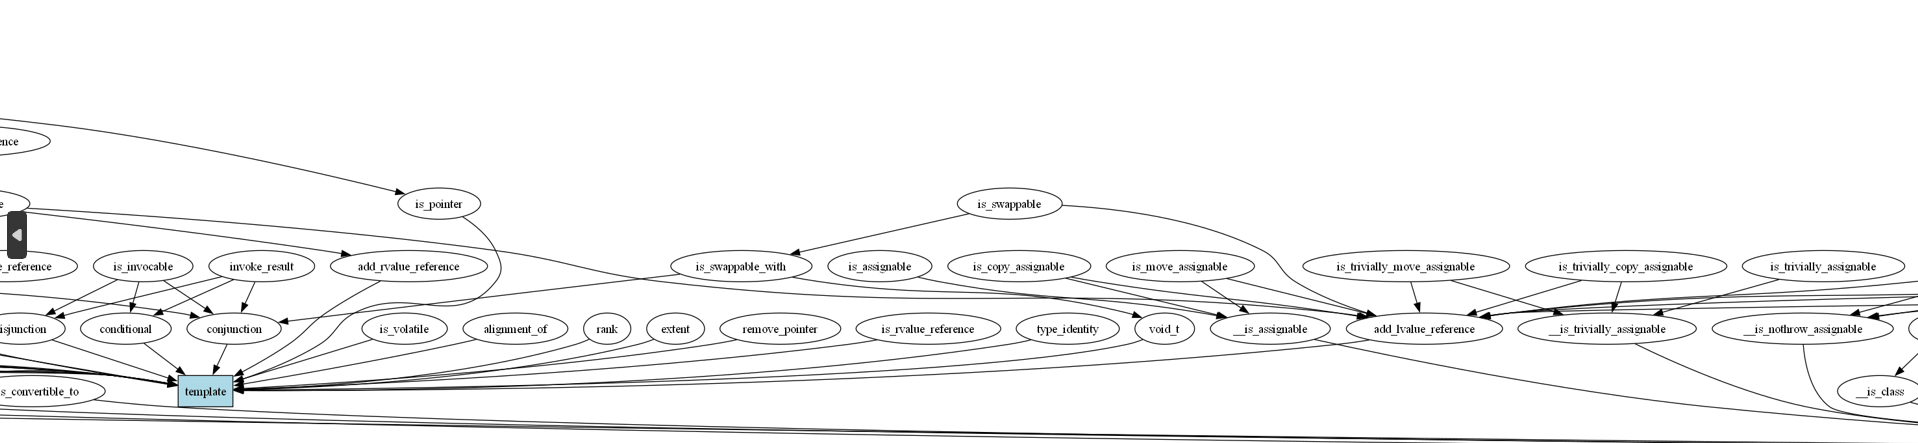 ence
is_pointer
is_swappable
e
e_reference
is_invocable
invoke_result
add_rvalue_reference
is_swappable_with
is_assignable
is_copy_assignable
is_move_assignable
is_trivially_move_assignable
is_trivially_copy_assignable
is_trivially_assignable
isjunction
conditional
conjunction
is_volatile
alignment_of
rank
extent
remove_pointer
is_rvalue_reference
type_identity
void_t
__is_assignable
add_lvalue_reference
__is_trivially_assignable
__is_nothrow_assignable
s_convertible_to
template
__is_class